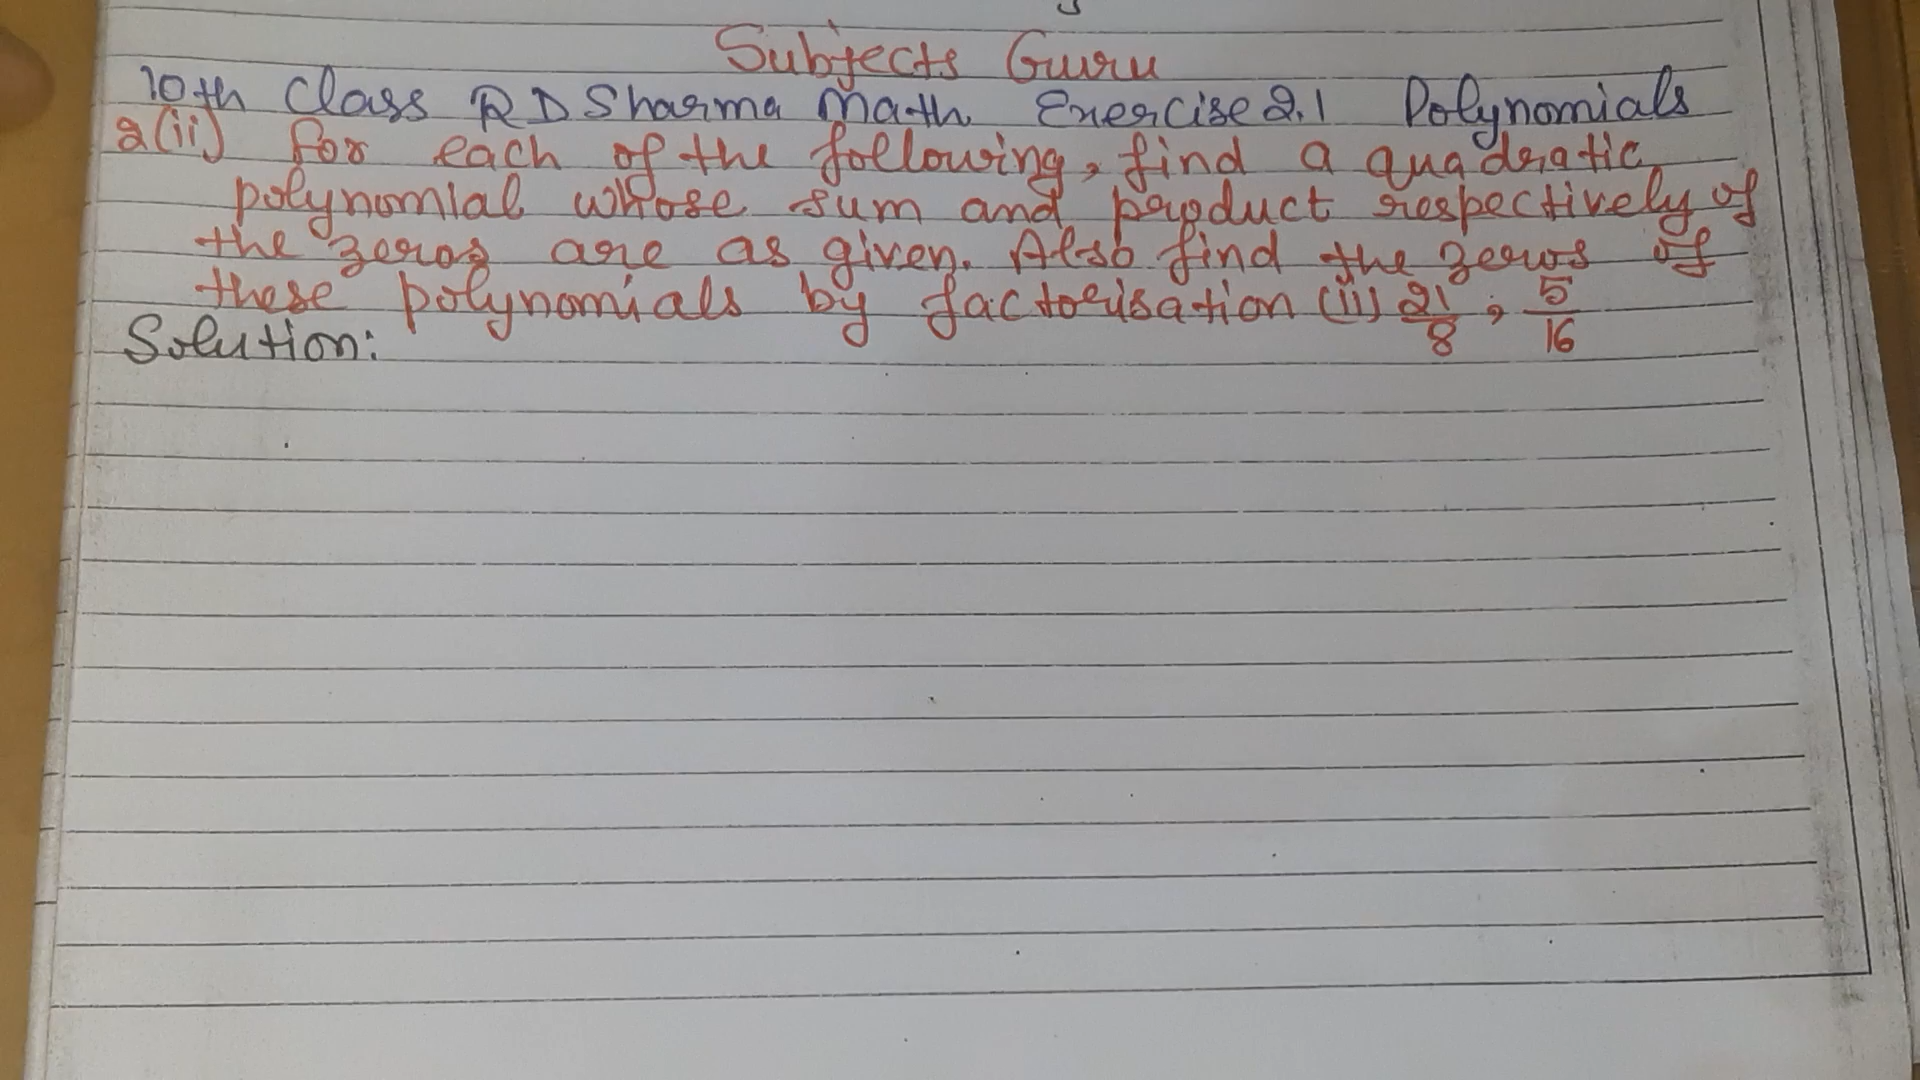 Subjects Guru
10th Class RD Sharma Math Exercise 2.1 Polynomials
2(ii) for each of the following, find a quadratic
polynomial whose sum and product respectively of
the zeros are as given. Also find the zeros of
these polynomials by factorisation (ii) 21/8, 5/16
Solution: